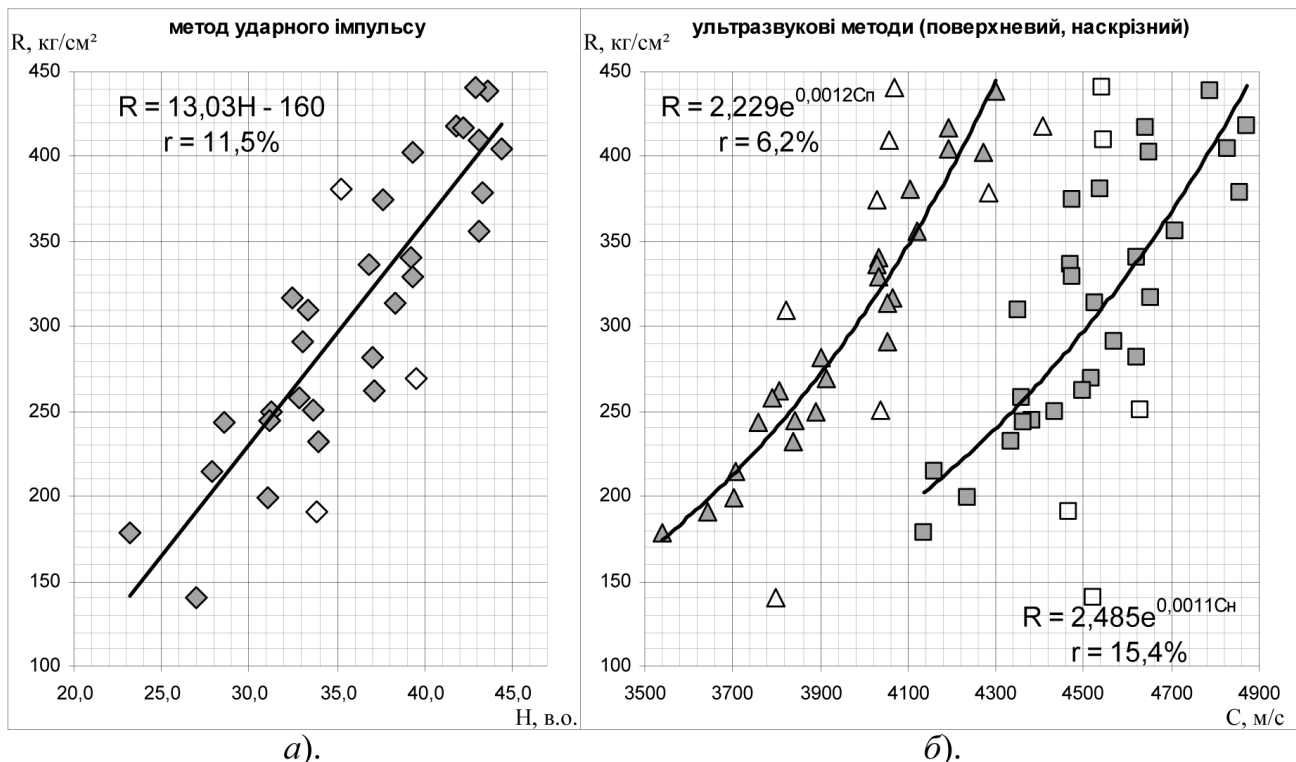 метод ударного імпульсу
R, кг/см²
450
400
350
300
250
200
150
100
R = 13,03H - 160
r = 11,5%
20,0 25,0 30,0 35,0 40,0 45,0
H, в.о.
а).
ультразвукові методи (поверхневий, наскрізний)
R, кг/см²
450
400
350
300
250
200
150
100
R = 2,229e^0,0012Сп
r = 6,2%
R = 2,485e^0,0011Сн
r = 15,4%
3500 3700 3900 4100 4300 4500 4700 4900
С, м/с
б).